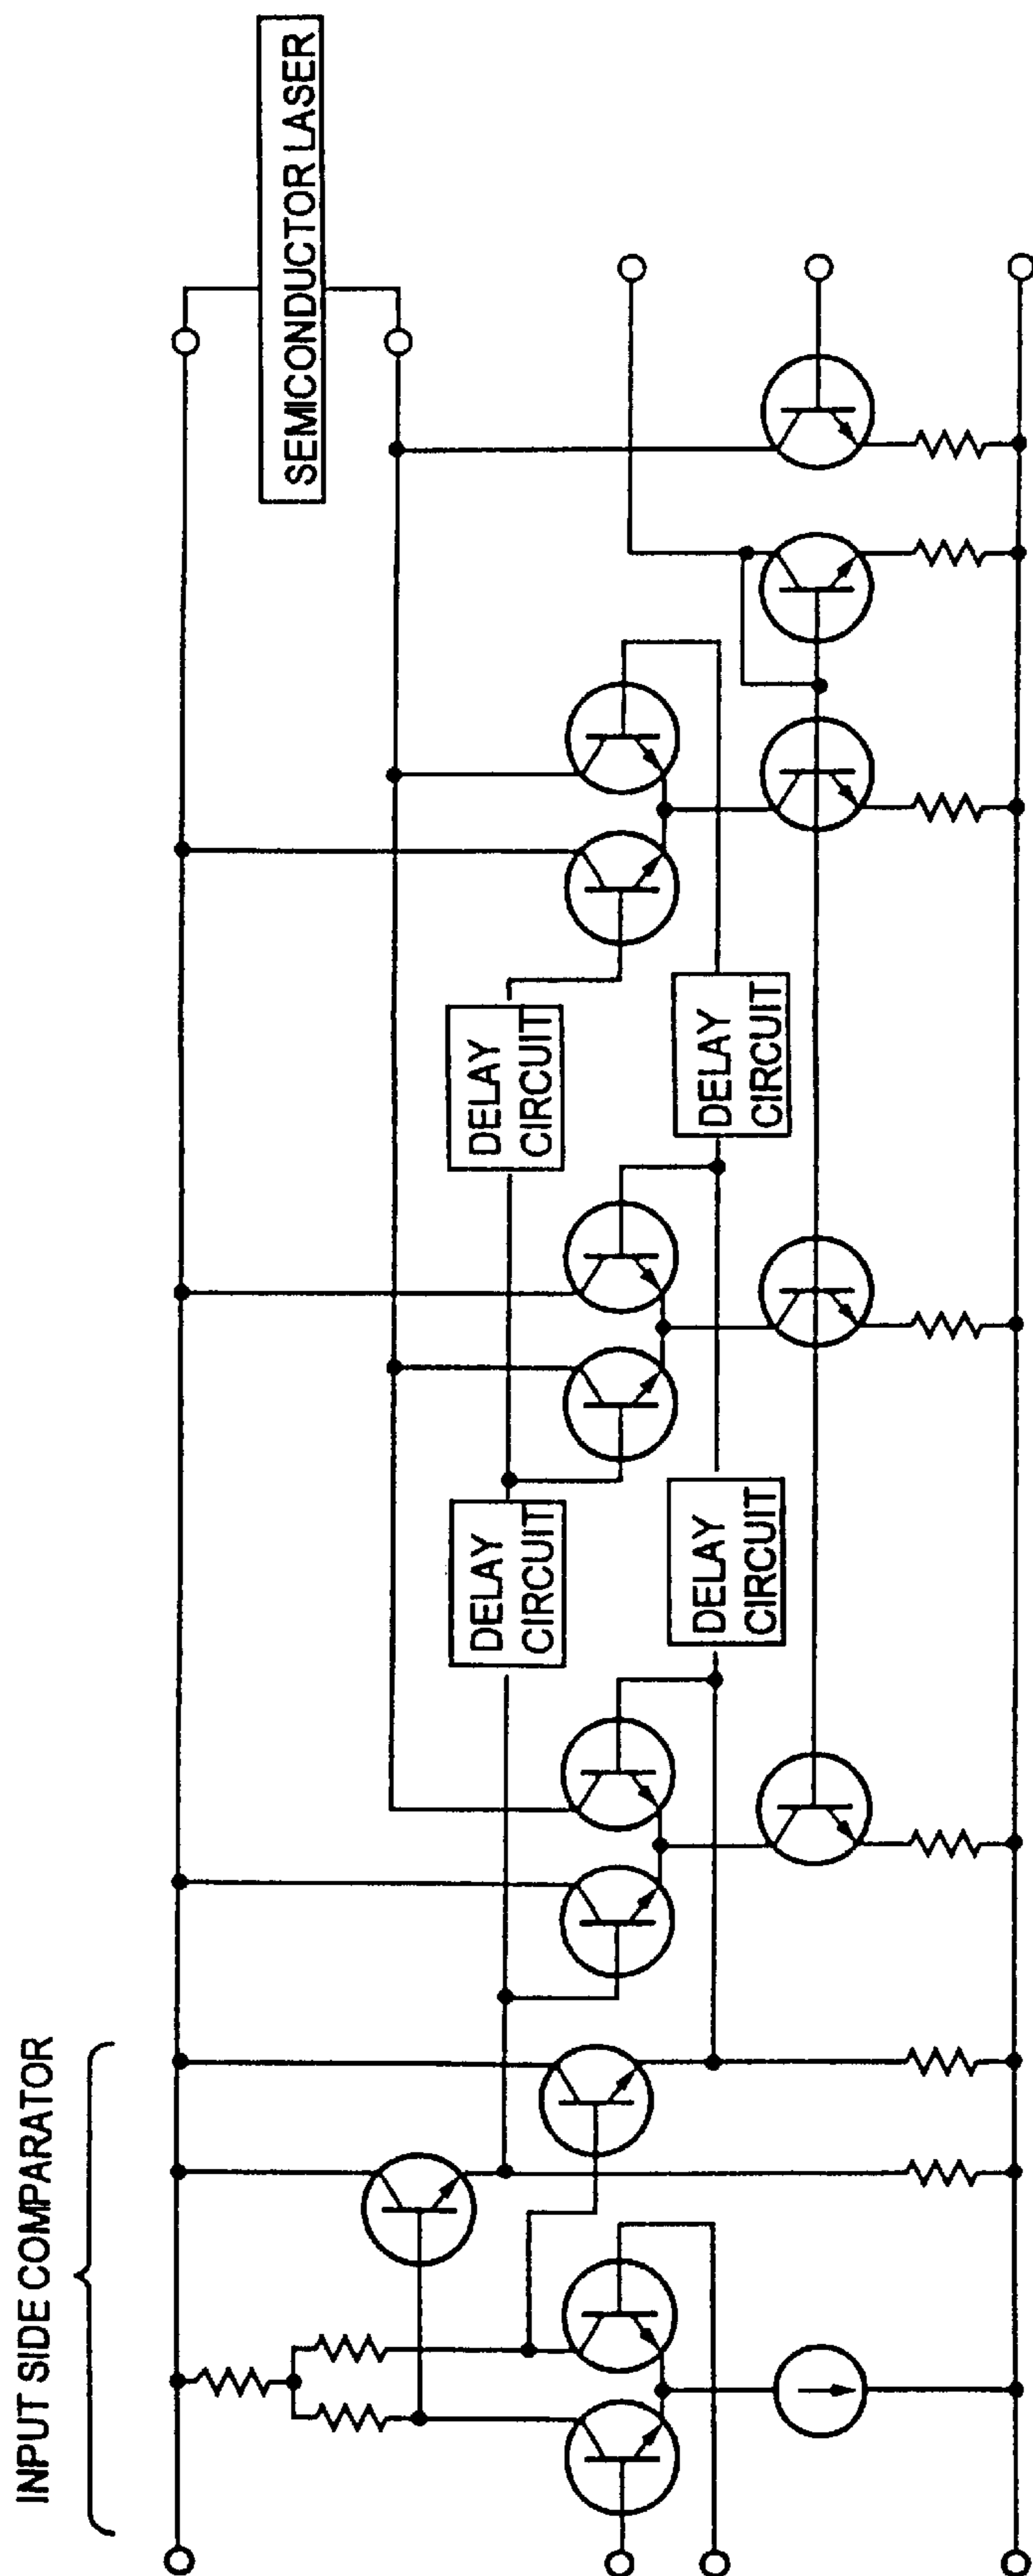 INPUT SIDE COMPARATOR
SEMICONDUCTOR LASER
DELAY
CIRCUIT
DELAY
CIRCUIT
DELAY
CIRCUIT
DELAY
CIRCUIT